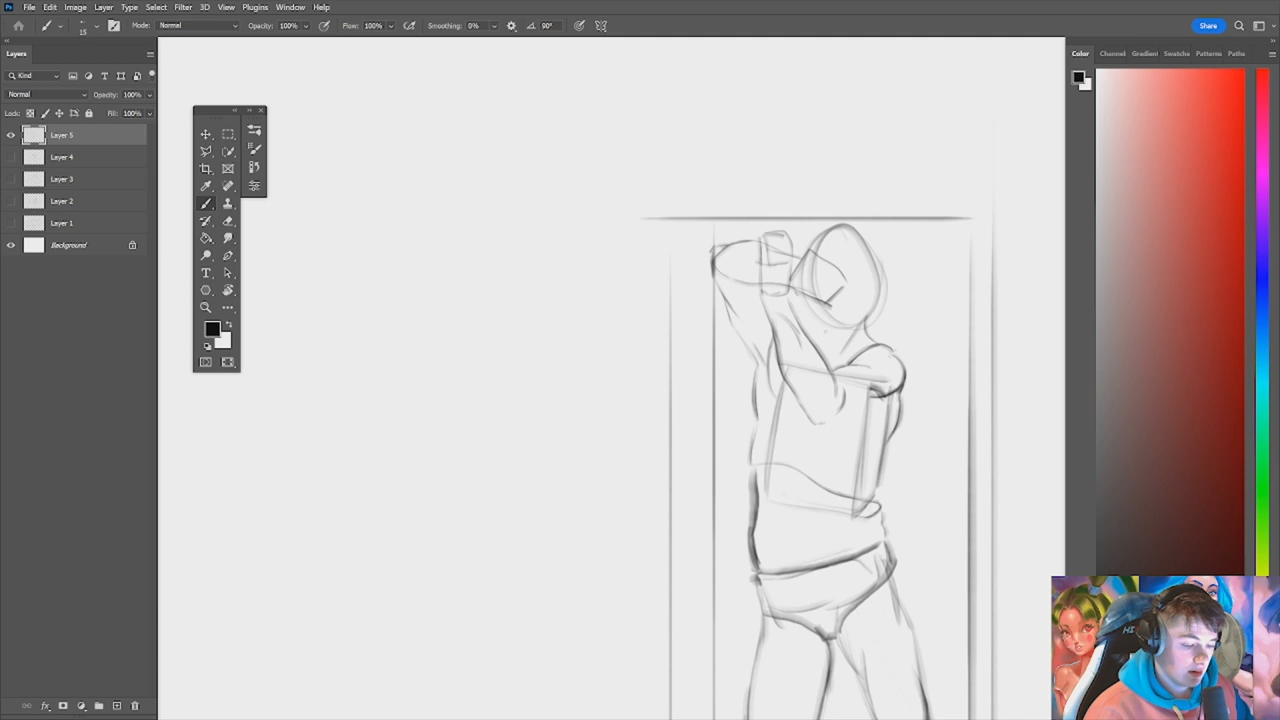 Ps File Edit Image Layer Type Select Filter 3D View Plugins Window Help
15 Mode: Normal Opacity: 100% Flow: 100% Smoothing: 0% 90° Share
Layers
Kind
Normal Opacity: 100%
Lock: Fill: 100%
Layer 5
Layer 4
Layer 3
Layer 2
Layer 1
Background
Color Channel Gradient Swatche Patterns Paths